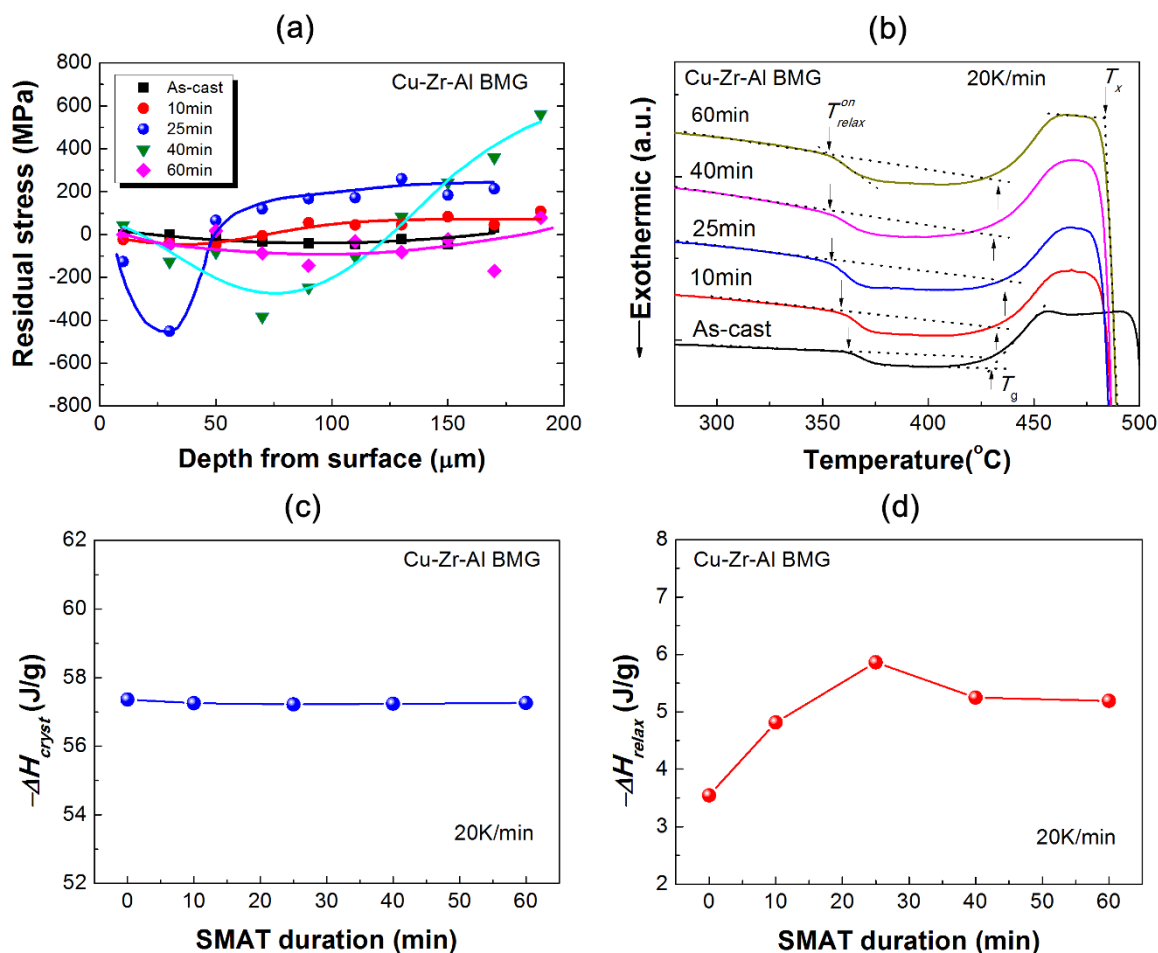 (a)
Cu-Zr-Al BMG
As-cast
10min
25min
40min
60min
800
600
400
200
0
-200
-400
-600
-800
Residual stress (MPa)
0
50
100
150
200
Depth from surface (μm)
(b)
Cu-Zr-Al BMG
20K/min
T_x
60min
T^on_relax
40min
25min
10min
As-cast
T_g
Exothermic (a.u.)
300
350
400
450
500
Temperature(°C)
(c)
Cu-Zr-Al BMG
62
60
58
56
54
52
−ΔH_cryst (J/g)
20K/min
0
10
20
30
40
50
60
SMAT duration (min)
(d)
Cu-Zr-Al BMG
8
7
6
5
4
3
2
−ΔH_relax (J/g)
20K/min
0
10
20
30
40
50
60
SMAT duration (min)